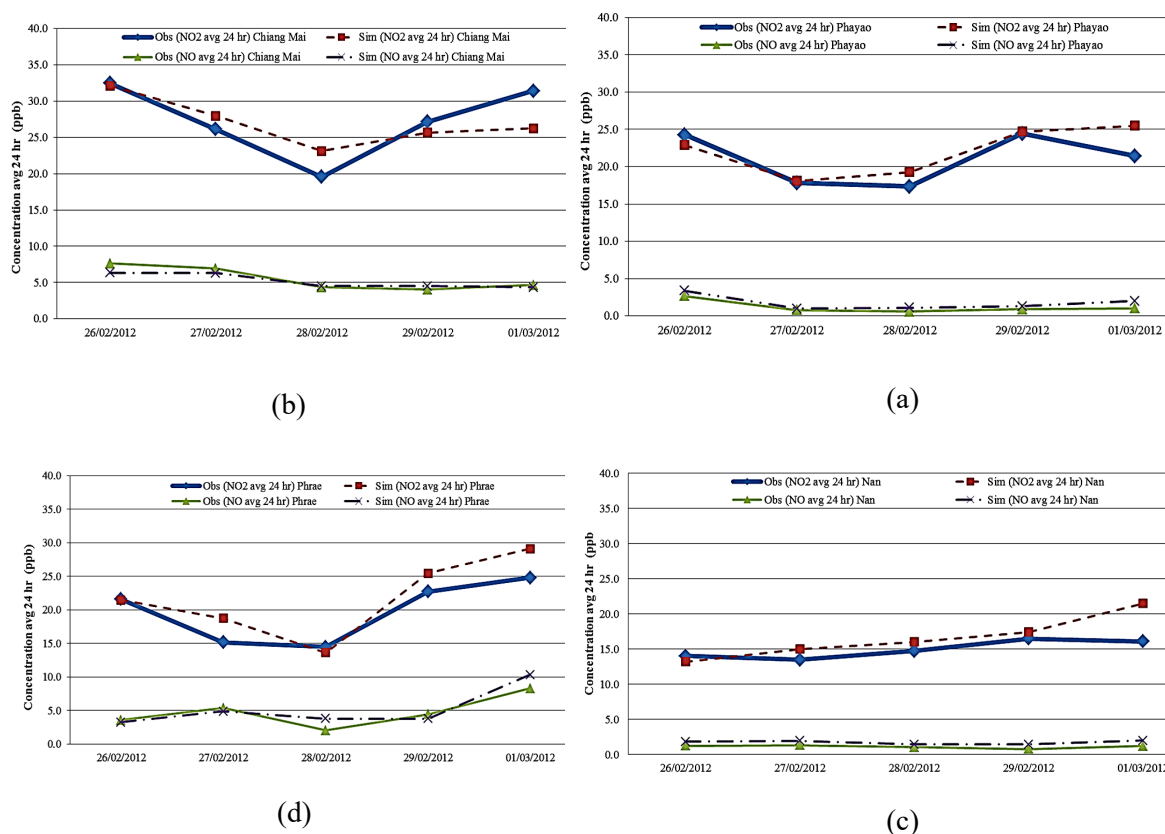 Obs (NO2 avg 24 hr) Chiang Mai
Sim (NO2 avg 24 hr) Chiang Mai
Obs (NO avg 24 hr) Chiang Mai
Sim (NO avg 24 hr) Chiang Mai
Concentration avg 24 hr (ppb)
40.0
35.0
30.0
25.0
20.0
15.0
10.0
5.0
0.0
26/02/2012 27/02/2012 28/02/2012 29/02/2012 01/03/2012
(b)
Obs (NO2 avg 24 hr) Phayao
Sim (NO2 avg 24 hr) Phayao
Obs (NO avg 24 hr) Phayao
Sim (NO avg 24 hr) Phayao
Concentration avg 24 hr (ppb)
40.0
35.0
30.0
25.0
20.0
15.0
10.0
5.0
0.0
26/02/2012 27/02/2012 28/02/2012 29/02/2012 01/03/2012
(a)
Obs (NO2 avg 24 hr) Phrae
Sim (NO2 avg 24 hr) Phrae
Obs (NO avg 24 hr) Phrae
Sim (NO avg 24 hr) Phrae
Concentration avg 24 hr (ppb)
40.0
35.0
30.0
25.0
20.0
15.0
10.0
5.0
0.0
26/02/2012 27/02/2012 28/02/2012 29/02/2012 01/03/2012
(d)
Obs (NO2 avg 24 hr) Nan
Sim (NO2 avg 24 hr) Nan
Obs (NO avg 24 hr) Nan
Sim (NO avg 24 hr) Nan
Concentration avg 24 hr (ppb
40.0
35.0
30.0
25.0
20.0
15.0
10.0
5.0
0.0
26/02/2012 27/02/2012 28/02/2012 29/02/2012 01/03/2012
(c)